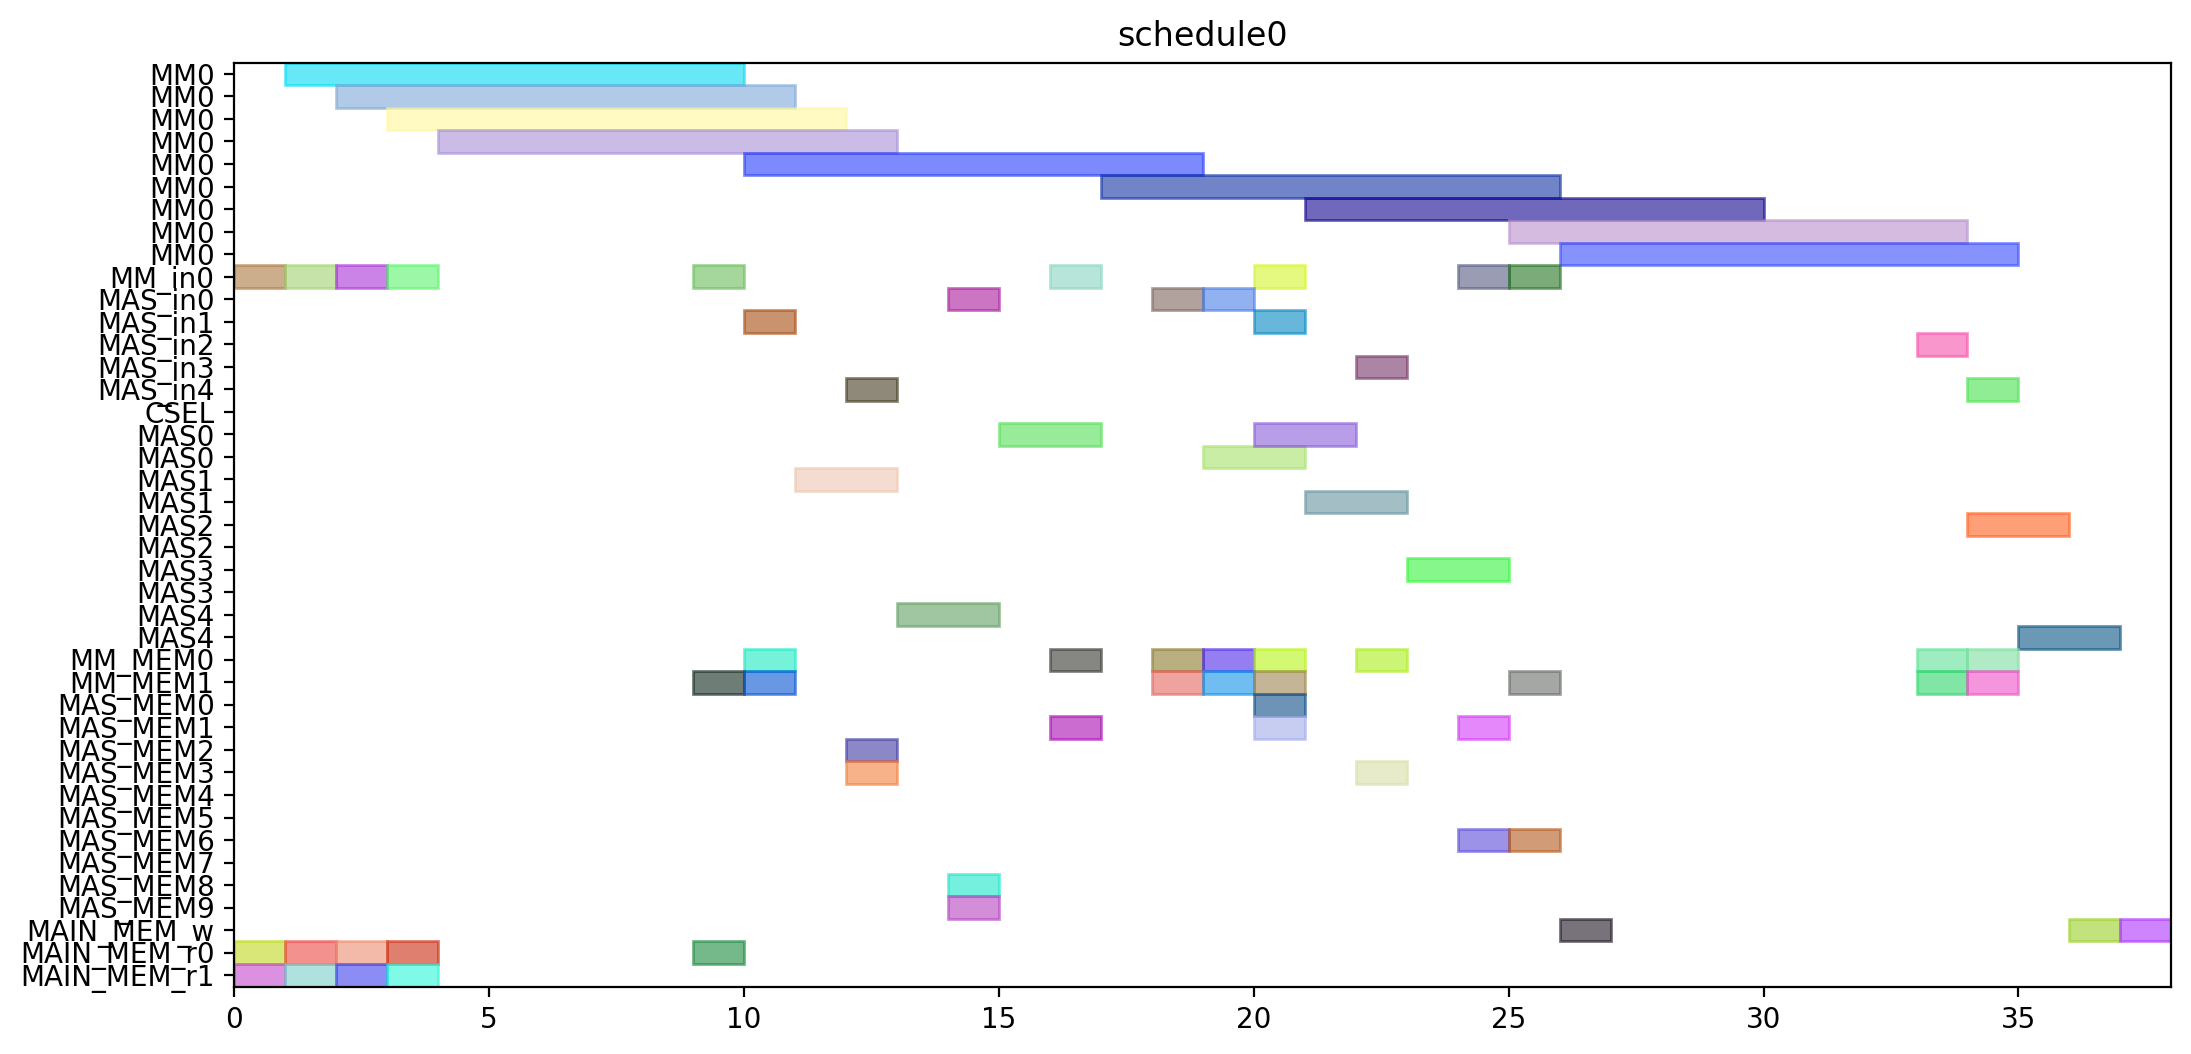 schedule0
MM0
MM0
MM0
MM0
MM0
MM0
MM0
MM0
MM0
MM_in0
MAS_in0
MAS_in1
MAS_in2
MAS_in3
MAS_in4
CSEL
MAS0
MAS0
MAS1
MAS1
MAS2
MAS2
MAS3
MAS3
MAS4
MAS4
MM_MEM0
MM_MEM1
MAS_MEM0
MAS_MEM1
MAS_MEM2
MAS_MEM3
MAS_MEM4
MAS_MEM5
MAS_MEM6
MAS_MEM7
MAS_MEM8
MAS_MEM9
MAIN_MEM_w
MAIN_MEM_r0
MAIN_MEM_r1
0 5 10 15 20 25 30 35